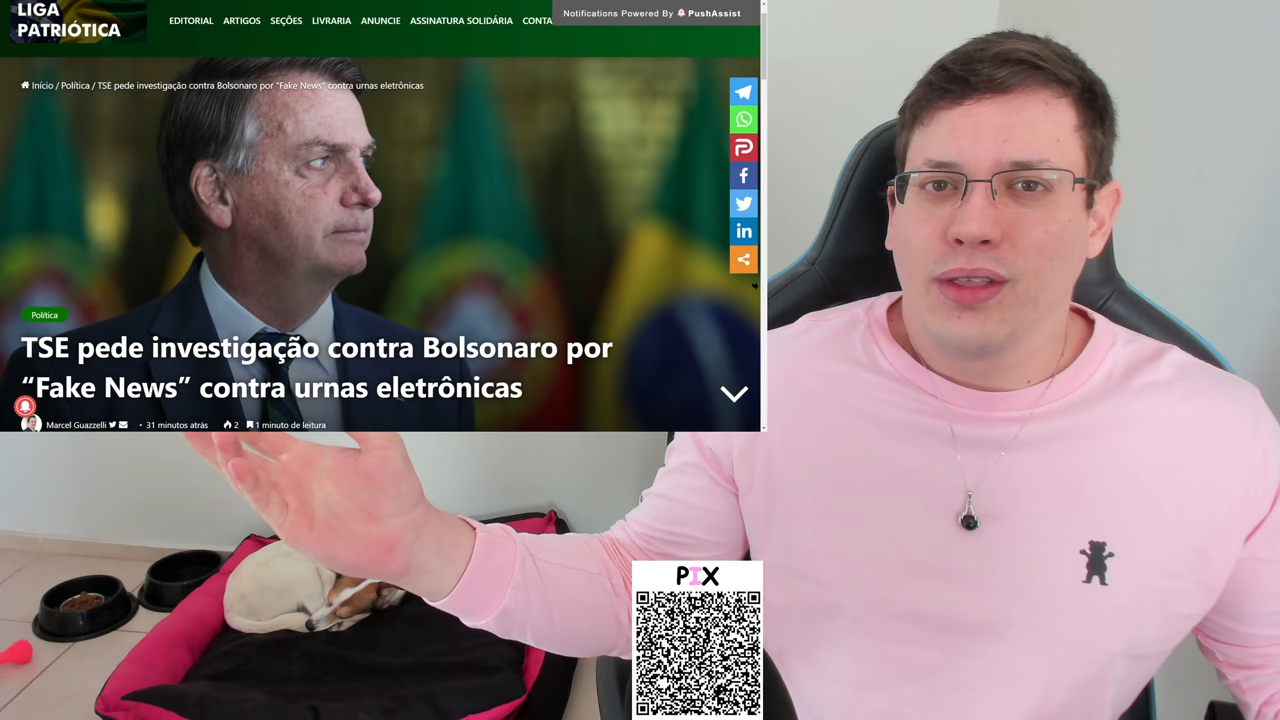 LIGA
PATRIÓTICA
EDITORIAL ARTIGOS SEÇÕES LIVRARIA ANUNCIE ASSINATURA SOLIDÁRIA CONTA
Notifications Powered By PushAssist
Início / Política / TSE pede investigação contra Bolsonaro por “Fake News” contra urnas eletrônicas
Política
TSE pede investigação contra Bolsonaro por
“Fake News” contra urnas eletrônicas
Marcel Guazzelli • 31 minutos atrás 2 1 minuto de leitura
PIX